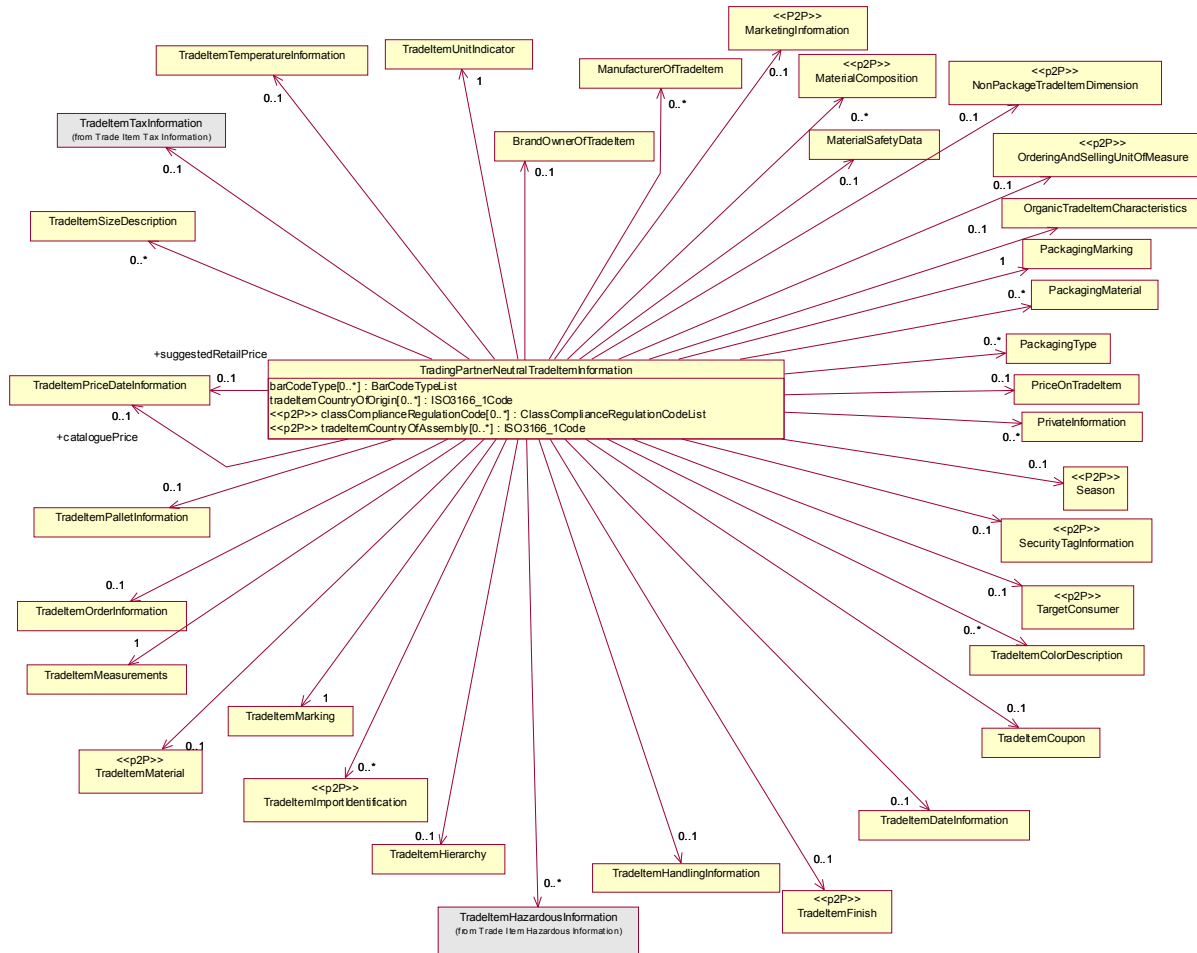 <<P2P>>
MarketingInformation
0..1
TradeItemUnitIndicator
1
TradeItemTemperatureInformation
0..1
ManufacturerOfTradeItem
0..*
<<p2P>>
MaterialComposition
0..*
<<p2P>>
NonPackageTradeItemDimension
0..1
TradeItemTaxInformation
(from Trade Item Tax Information)
0..1
BrandOwnerOfTradeItem
0..1
MaterialSafetyData
0..1
<<p2P>>
OrderingAndSellingUnitOfMeasure
0..1
TradeItemSizeDescription
0..*
OrganicTradeItemCharacteristics
0..1
PackagingMarking
1
PackagingMaterial
0..*
PackagingType
0..*
+suggestedRetailPrice
TradeItemPriceDateInformation
0..1
0..1
+cataloguePrice
TradingPartnerNeutralTradeItemInformation
barCodeType[0..*] : BarCodeTypeList
tradeItemCountryOfOrigin[0..*] : ISO3166_1Code
<<p2P>> classComplianceRegulationCode[0..*] : ClassComplianceRegulationCodeList
<<p2P>> tradeItemCountryOfAssembly[0..*] : ISO3166_1Code
PriceOnTradeItem
0..1
PrivateInformation
0..*
0..1
<<P2P>>
Season
0..1
TradeItemPalletInformation
0..1
<<p2P>>
SecurityTagInformation
0..1
TradeItemOrderInformation
0..1
<<p2P>>
TargetConsumer
1
TradeItemMeasurements
0..*
TradeItemColorDescription
TradeItemMarking
1
0..1
TradeItemCoupon
0..1
<<p2P>>
TradeItemMaterial
0..*
<<p2P>>
TradeItemImportIdentification
0..1
TradeItemDateInformation
0..1
TradeItemHierarchy
0..1
TradeItemHandlingInformation
0..1
<<p2P>>
TradeItemFinish
0..*
TradeItemHazardousInformation
(from Trade Item Hazardous Information)